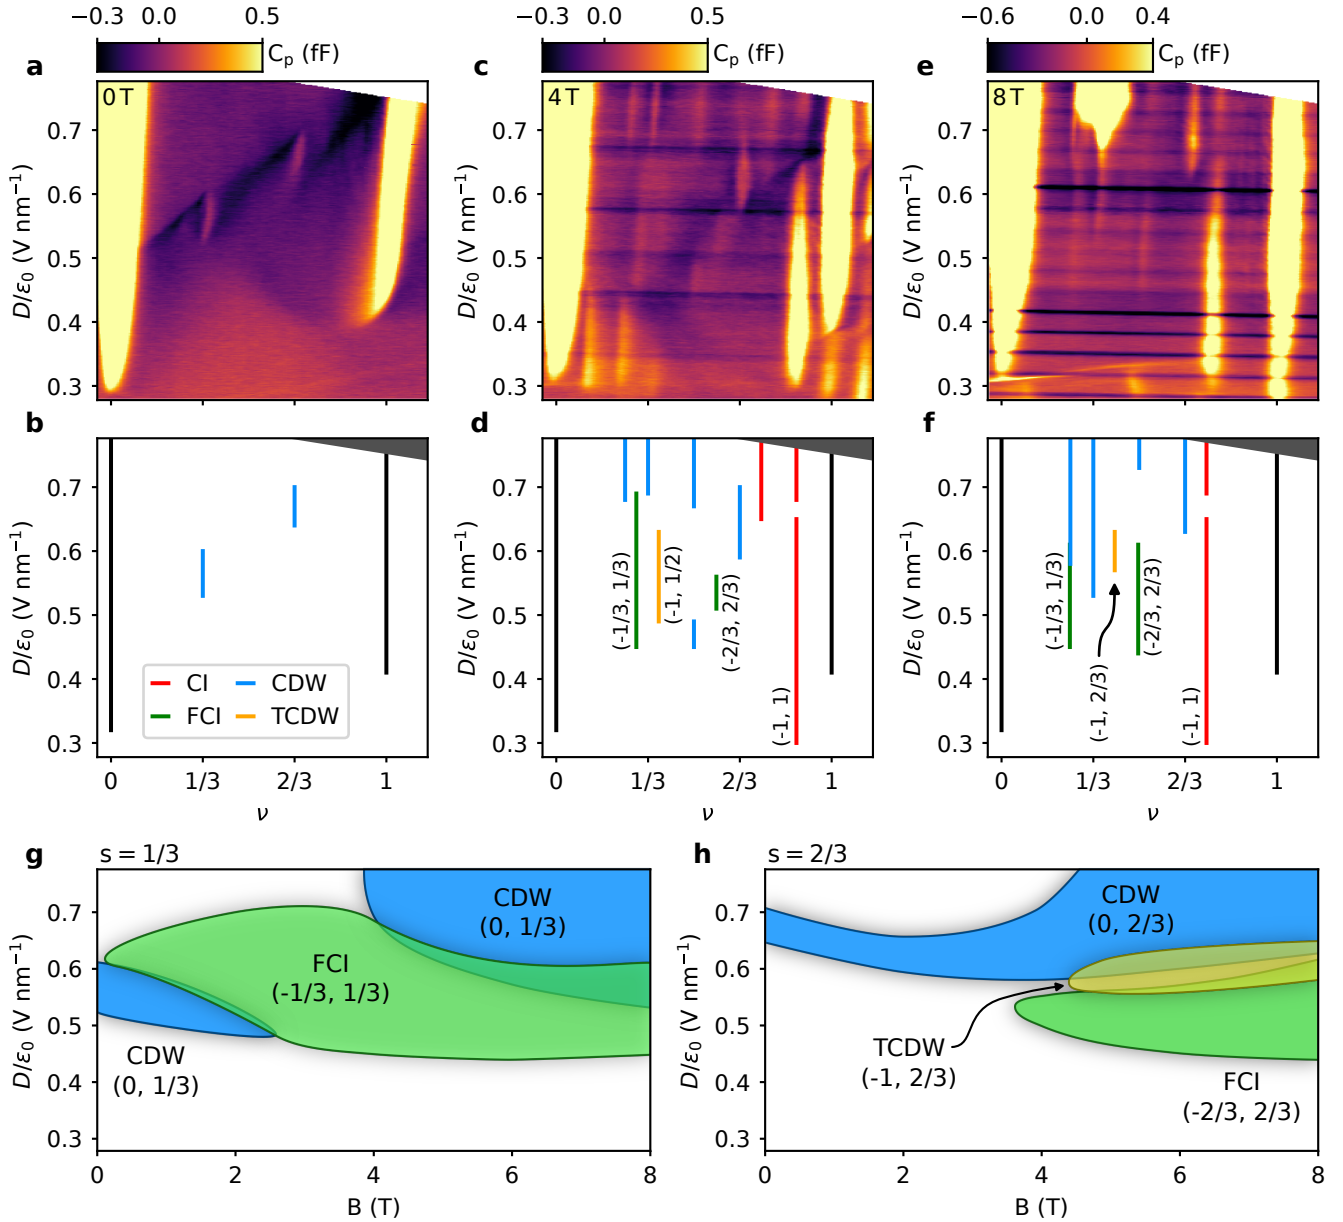 −0.3 0.0 0.5
C_p (fF)
a
0 T
D/ε₀ (V nm⁻¹)
0.7
0.6
0.5
0.4
0.3
−0.3 0.0 0.5
C_p (fF)
c
4 T
D/ε₀ (V nm⁻¹)
0.7
0.6
0.5
0.4
0.3
−0.6 0.0 0.4
C_p (fF)
e
8 T
D/ε₀ (V nm⁻¹)
0.7
0.6
0.5
0.4
0.3
b
D/ε₀ (V nm⁻¹)
0.7
0.6
0.5
0.4
0.3
CI CDW
FCI TCDW
0 1/3 2/3 1
ν
d
D/ε₀ (V nm⁻¹)
0.7
0.6
0.5
0.4
0.3
(-1/3, 1/3)
(-1, 1/2)
(-2/3, 2/3)
(-1, 1)
0 1/3 2/3 1
ν
f
D/ε₀ (V nm⁻¹)
0.7
0.6
0.5
0.4
0.3
(-1/3, 1/3)
(-1, 2/3)
(-2/3, 2/3)
(-1, 1)
0 1/3 2/3 1
ν
g
s = 1/3
D/ε₀ (V nm⁻¹)
0.7
0.6
0.5
0.4
0.3
CDW
(0, 1/3)
FCI
(-1/3, 1/3)
CDW
(0, 1/3)
0 2 4 6 8
B (T)
h
s = 2/3
D/ε₀ (V nm⁻¹)
0.7
0.6
0.5
0.4
0.3
CDW
(0, 2/3)
TCDW
(-1, 2/3)
FCI
(-2/3, 2/3)
0 2 4 6 8
B (T)